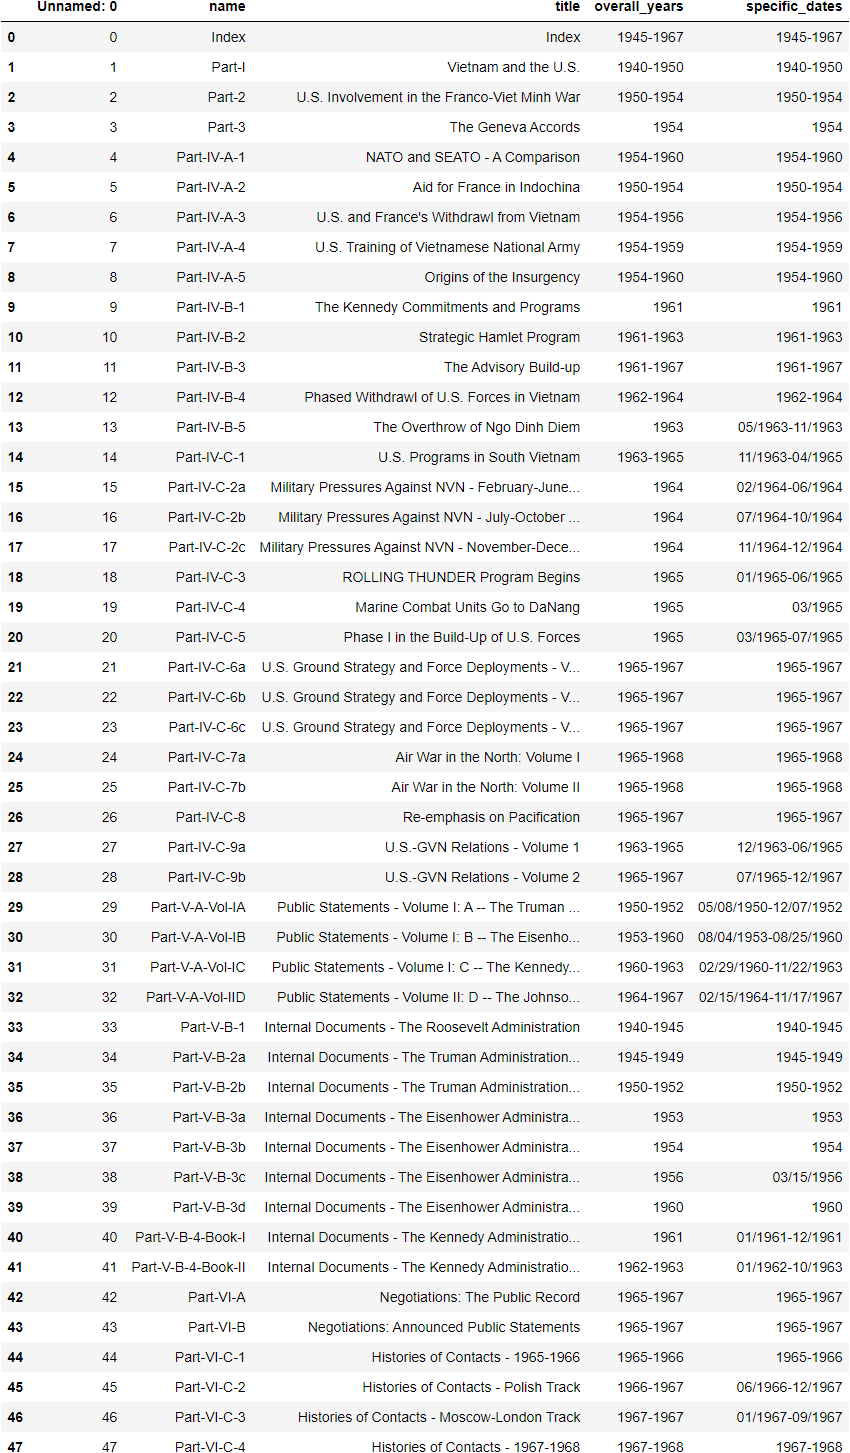 Unnamed: 0 name title overall_years specific_dates
0 0 Index Index 1945-1967 1945-1967
1 1 Part-I Vietnam and the U.S. 1940-1950 1940-1950
2 2 Part-2 U.S. Involvement in the Franco-Viet Minh War 1950-1954 1950-1954
3 3 Part-3 The Geneva Accords 1954 1954
4 4 Part-IV-A-1 NATO and SEATO - A Comparison 1954-1960 1954-1960
5 5 Part-IV-A-2 Aid for France in Indochina 1950-1954 1950-1954
6 6 Part-IV-A-3 U.S. and France's Withdrawl from Vietnam 1954-1956 1954-1956
7 7 Part-IV-A-4 U.S. Training of Vietnamese National Army 1954-1959 1954-1959
8 8 Part-IV-A-5 Origins of the Insurgency 1954-1960 1954-1960
9 9 Part-IV-B-1 The Kennedy Commitments and Programs 1961 1961
10 10 Part-IV-B-2 Strategic Hamlet Program 1961-1963 1961-1963
11 11 Part-IV-B-3 The Advisory Build-up 1961-1967 1961-1967
12 12 Part-IV-B-4 Phased Withdrawl of U.S. Forces in Vietnam 1962-1964 1962-1964
13 13 Part-IV-B-5 The Overthrow of Ngo Dinh Diem 1963 05/1963-11/1963
14 14 Part-IV-C-1 U.S. Programs in South Vietnam 1963-1965 11/1963-04/1965
15 15 Part-IV-C-2a Military Pressures Against NVN - February-June... 1964 02/1964-06/1964
16 16 Part-IV-C-2b Military Pressures Against NVN - July-October ... 1964 07/1964-10/1964
17 17 Part-IV-C-2c Military Pressures Against NVN - November-Dece... 1964 11/1964-12/1964
18 18 Part-IV-C-3 ROLLING THUNDER Program Begins 1965 01/1965-06/1965
19 19 Part-IV-C-4 Marine Combat Units Go to DaNang 1965 03/1965
20 20 Part-IV-C-5 Phase I in the Build-Up of U.S. Forces 1965 03/1965-07/1965
21 21 Part-IV-C-6a U.S. Ground Strategy and Force Deployments - V... 1965-1967 1965-1967
22 22 Part-IV-C-6b U.S. Ground Strategy and Force Deployments - V... 1965-1967 1965-1967
23 23 Part-IV-C-6c U.S. Ground Strategy and Force Deployments - V... 1965-1967 1965-1967
24 24 Part-IV-C-7a Air War in the North: Volume I 1965-1968 1965-1968
25 25 Part-IV-C-7b Air War in the North: Volume II 1965-1968 1965-1968
26 26 Part-IV-C-8 Re-emphasis on Pacification 1965-1967 1965-1967
27 27 Part-IV-C-9a U.S.-GVN Relations - Volume 1 1963-1965 12/1963-06/1965
28 28 Part-IV-C-9b U.S.-GVN Relations - Volume 2 1965-1967 07/1965-12/1967
29 29 Part-V-A-Vol-IA Public Statements - Volume I: A -- The Truman ... 1950-1952 05/08/1950-12/07/1952
30 30 Part-V-A-Vol-IB Public Statements - Volume I: B -- The Eisenho... 1953-1960 08/04/1953-08/25/1960
31 31 Part-V-A-Vol-IC Public Statements - Volume I: C -- The Kennedy... 1960-1963 02/29/1960-11/22/1963
32 32 Part-V-A-Vol-IID Public Statements - Volume II: D -- The Johnso... 1964-1967 02/15/1964-11/17/1967
33 33 Part-V-B-1 Internal Documents - The Roosevelt Administration 1940-1945 1940-1945
34 34 Part-V-B-2a Internal Documents - The Truman Administration... 1945-1949 1945-1949
35 35 Part-V-B-2b Internal Documents - The Truman Administration... 1950-1952 1950-1952
36 36 Part-V-B-3a Internal Documents - The Eisenhower Administra... 1953 1953
37 37 Part-V-B-3b Internal Documents - The Eisenhower Administra... 1954 1954
38 38 Part-V-B-3c Internal Documents - The Eisenhower Administra... 1956 03/15/1956
39 39 Part-V-B-3d Internal Documents - The Eisenhower Administra... 1960 1960
40 40 Part-V-B-4-Book-I Internal Documents - The Kennedy Administratio... 1961 01/1961-12/1961
41 41 Part-V-B-4-Book-II Internal Documents - The Kennedy Administratio... 1962-1963 01/1962-10/1963
42 42 Part-VI-A Negotiations: The Public Record 1965-1967 1965-1967
43 43 Part-VI-B Negotiations: Announced Public Statements 1965-1967 1965-1967
44 44 Part-VI-C-1 Histories of Contacts - 1965-1966 1965-1966 1965-1966
45 45 Part-VI-C-2 Histories of Contacts - Polish Track 1966-1967 06/1966-12/1967
46 46 Part-VI-C-3 Histories of Contacts - Moscow-London Track 1967-1967 01/1967-09/1967
47 47 Part-VI-C-4 Histories of Contacts - 1967-1968 1967-1968 1967-1968